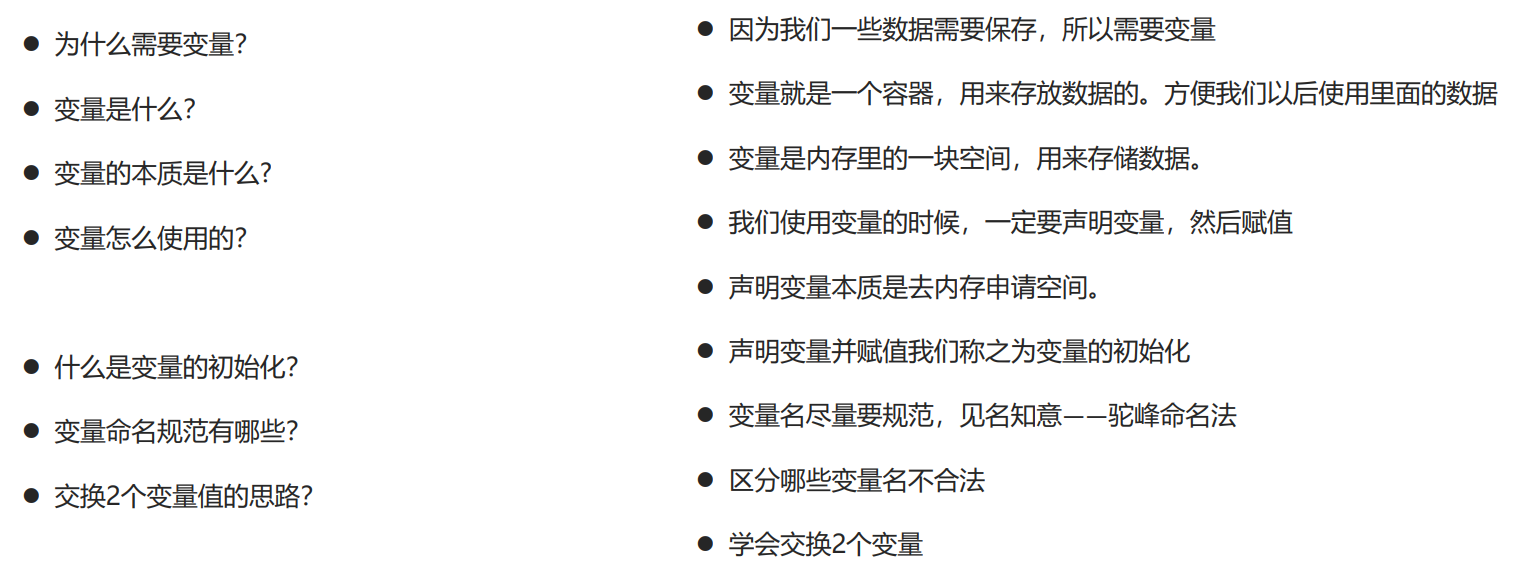 ● 为什么需要变量？
● 变量是什么？
● 变量的本质是什么？
● 变量怎么使用的？
● 什么是变量的初始化？
● 变量命名规范有哪些？
● 交换2个变量值的思路？
● 因为我们一些数据需要保存，所以需要变量
● 变量就是一个容器，用来存放数据的。方便我们以后使用里面的数据
● 变量是内存里的一块空间，用来存储数据。
● 我们使用变量的时候，一定要声明变量，然后赋值
● 声明变量本质是去内存申请空间。
● 声明变量并赋值我们称之为变量的初始化
● 变量名尽量要规范，见名知意——驼峰命名法
● 区分哪些变量名不合法
● 学会交换2个变量